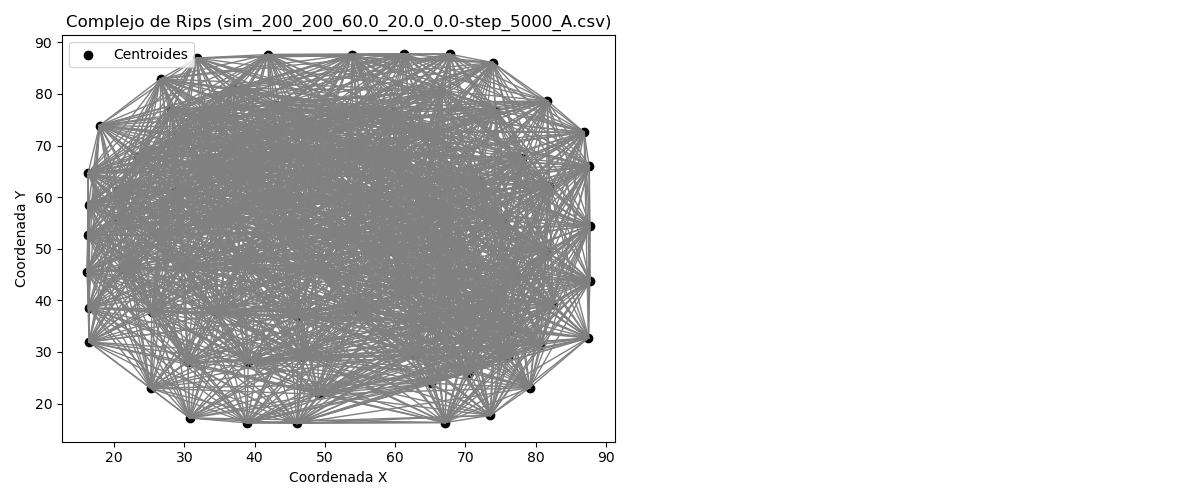 Complejo de Rips (sim_200_200_60.0_20.0_0.0-step_5000_A.csv)
Centroides
Coordenada Y
90
80
70
60
50
40
30
20
20 30 40 50 60 70 80 90
Coordenada X